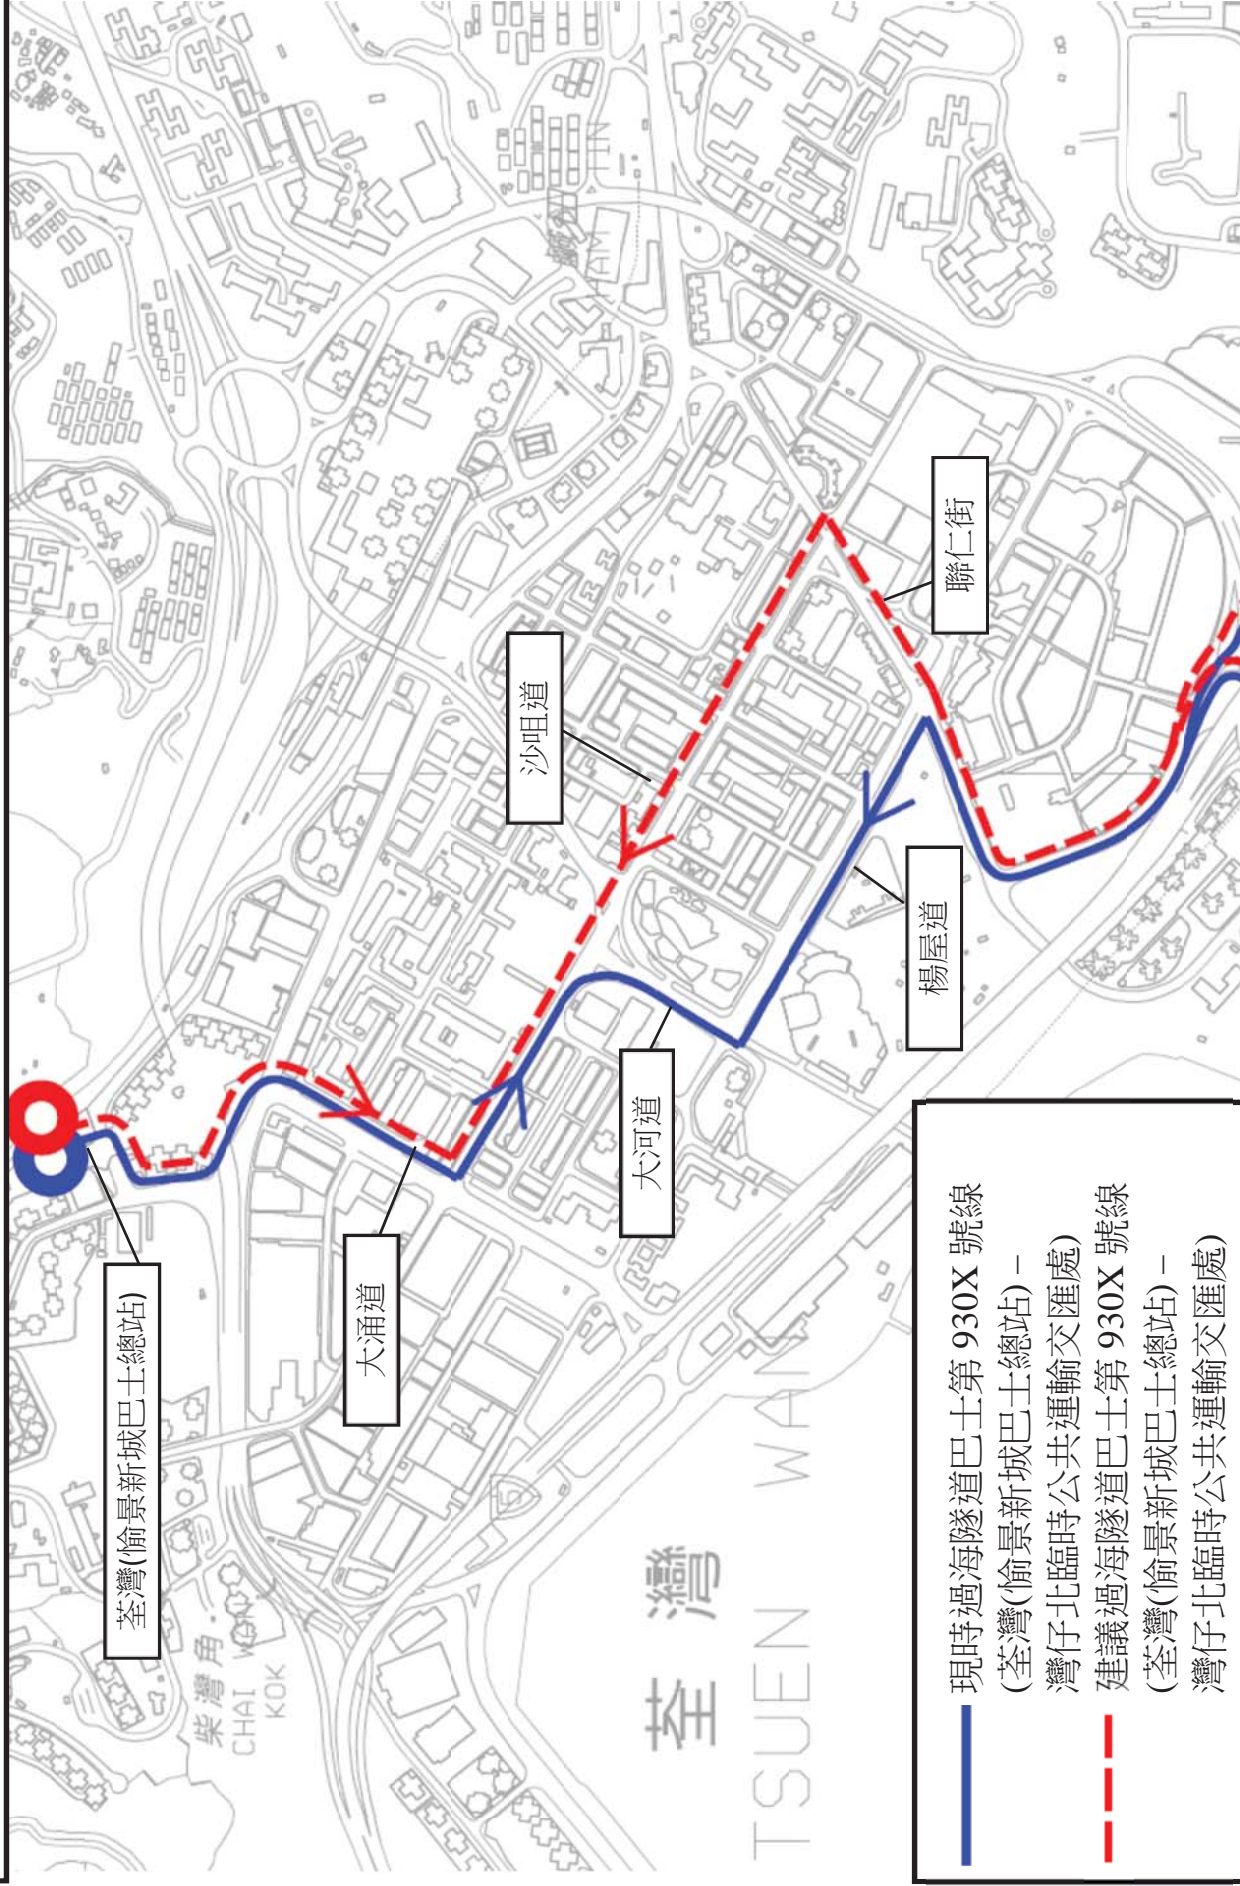 荃灣(愉景新城巴士總站)
大涌道
沙咀道
大河道
楊屋道
聯仁街
柴灣角
CHAI WAN
KOK
荃灣
TSUEN WAN
現時過海隧道巴士第 930X 號線
(荃灣(愉景新城巴士總站) –
灣仔北臨時公共運輸交匯處)
建議過海隧道巴士第 930X 號線
(荃灣(愉景新城巴士總站) –
灣仔北臨時公共運輸交匯處)